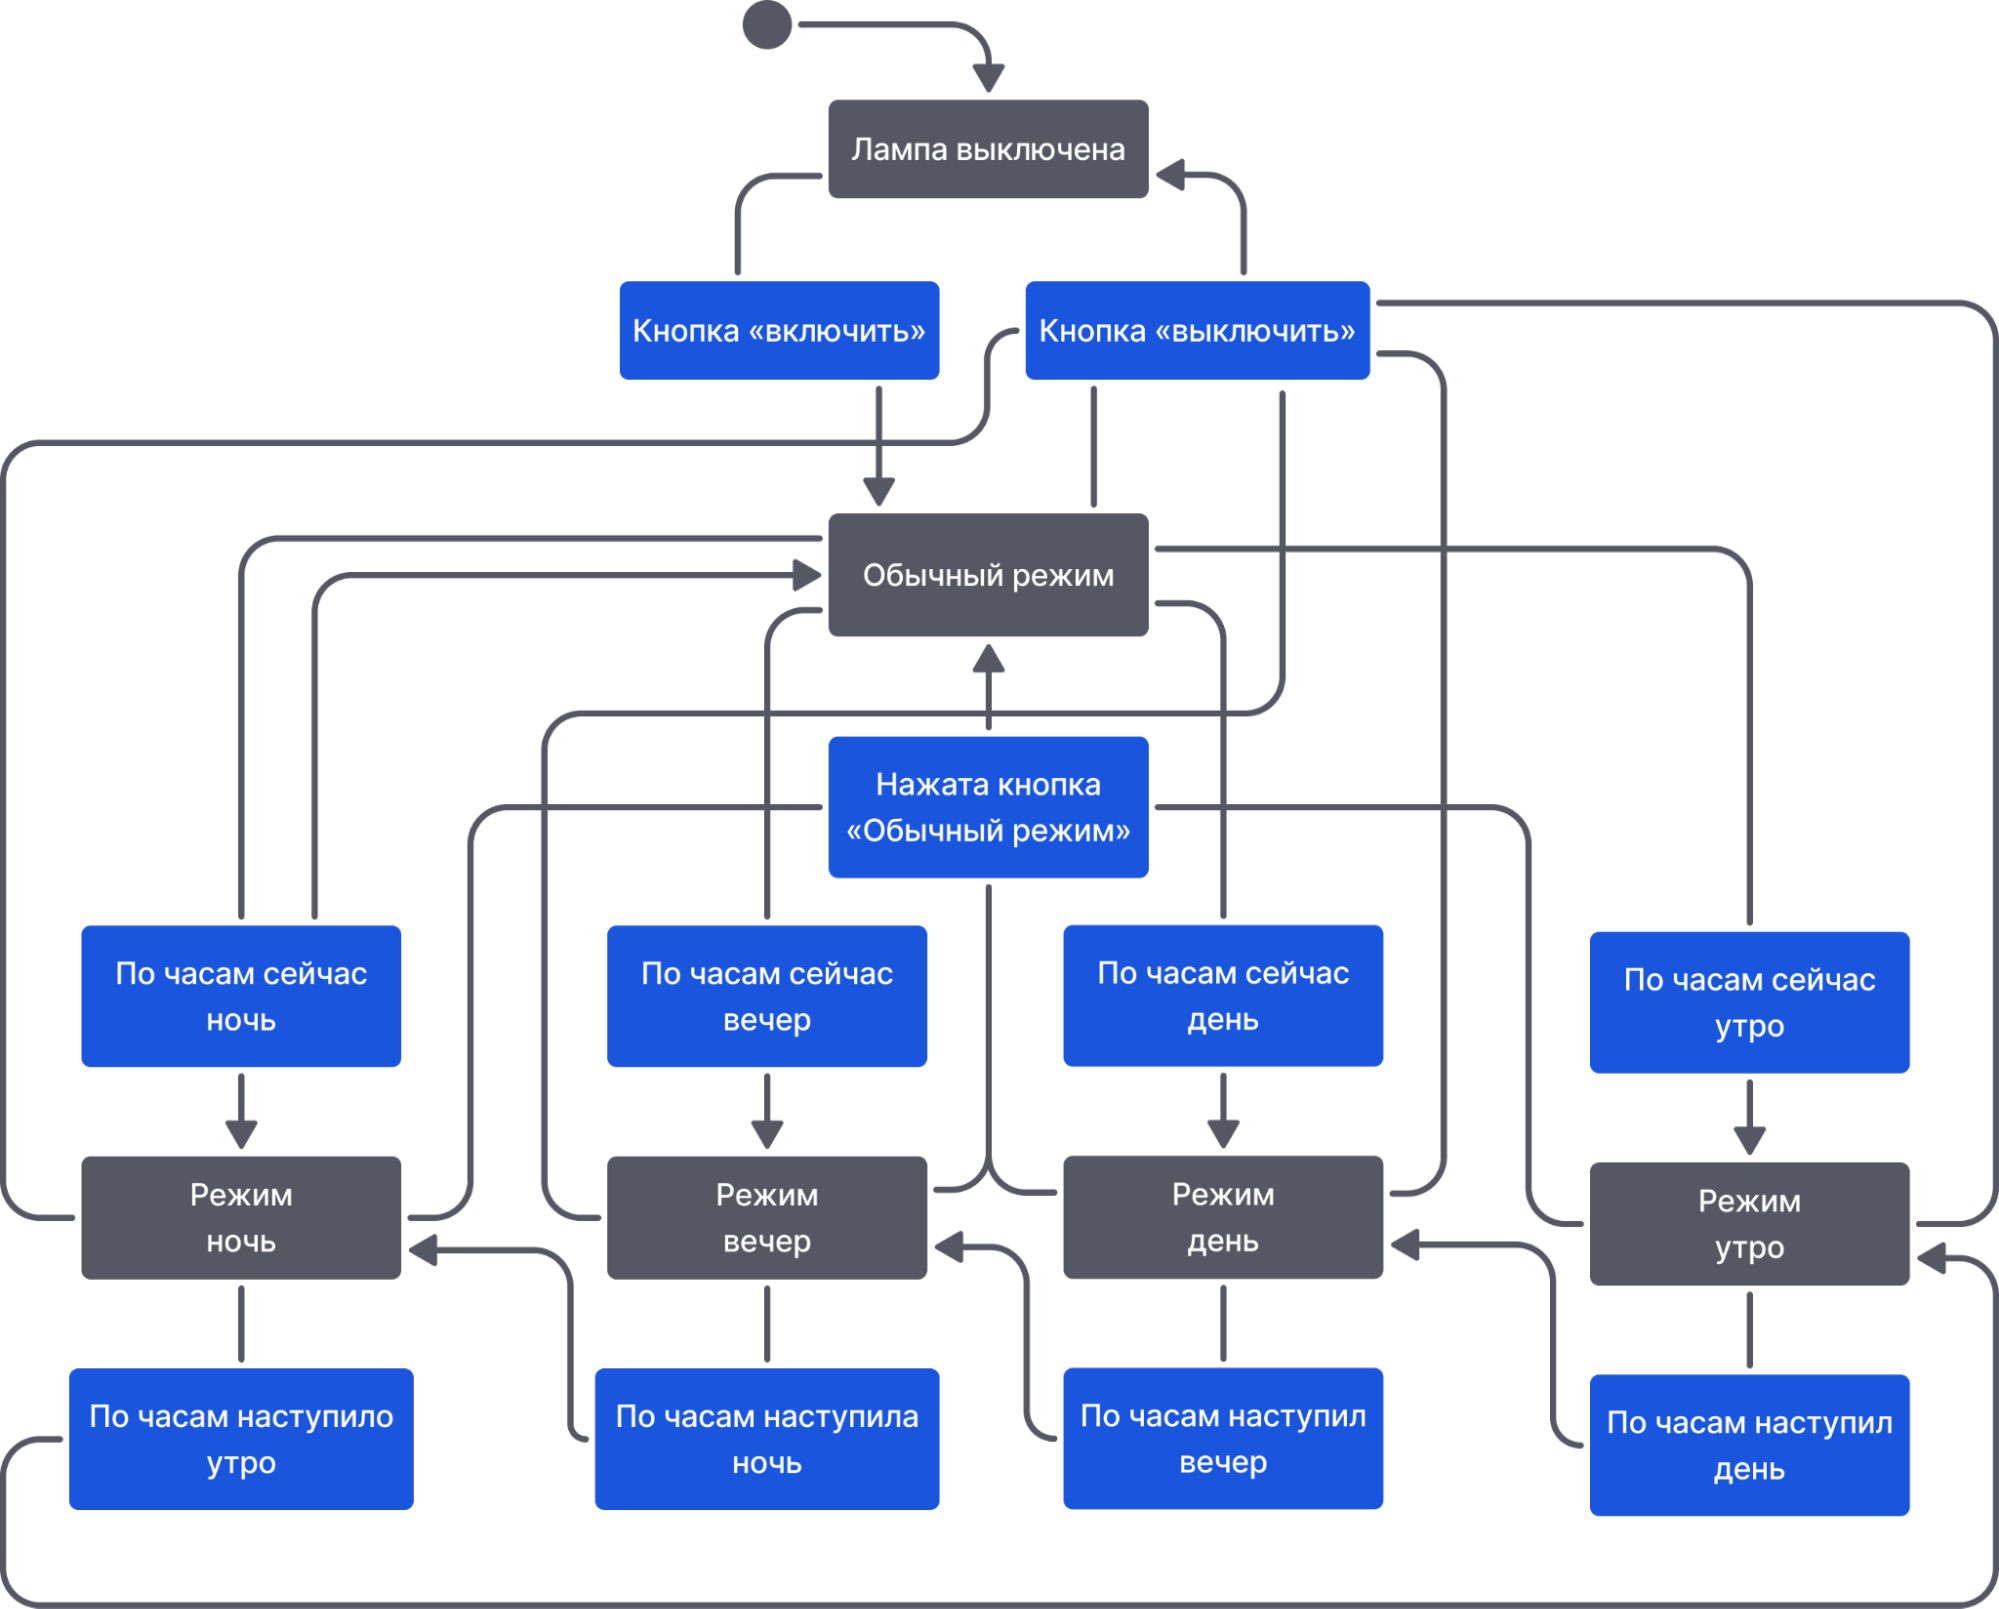 Лампа выключена
Кнопка «включить»
Кнопка «выключить»
Обычный режим
Нажата кнопка
«Обычный режим»
По часам сейчас
ночь
По часам сейчас
вечер
По часам сейчас
день
По часам сейчас
утро
Режим
ночь
Режим
вечер
Режим
день
Режим
утро
По часам наступило
утро
По часам наступила
ночь
По часам наступил
вечер
По часам наступил
день